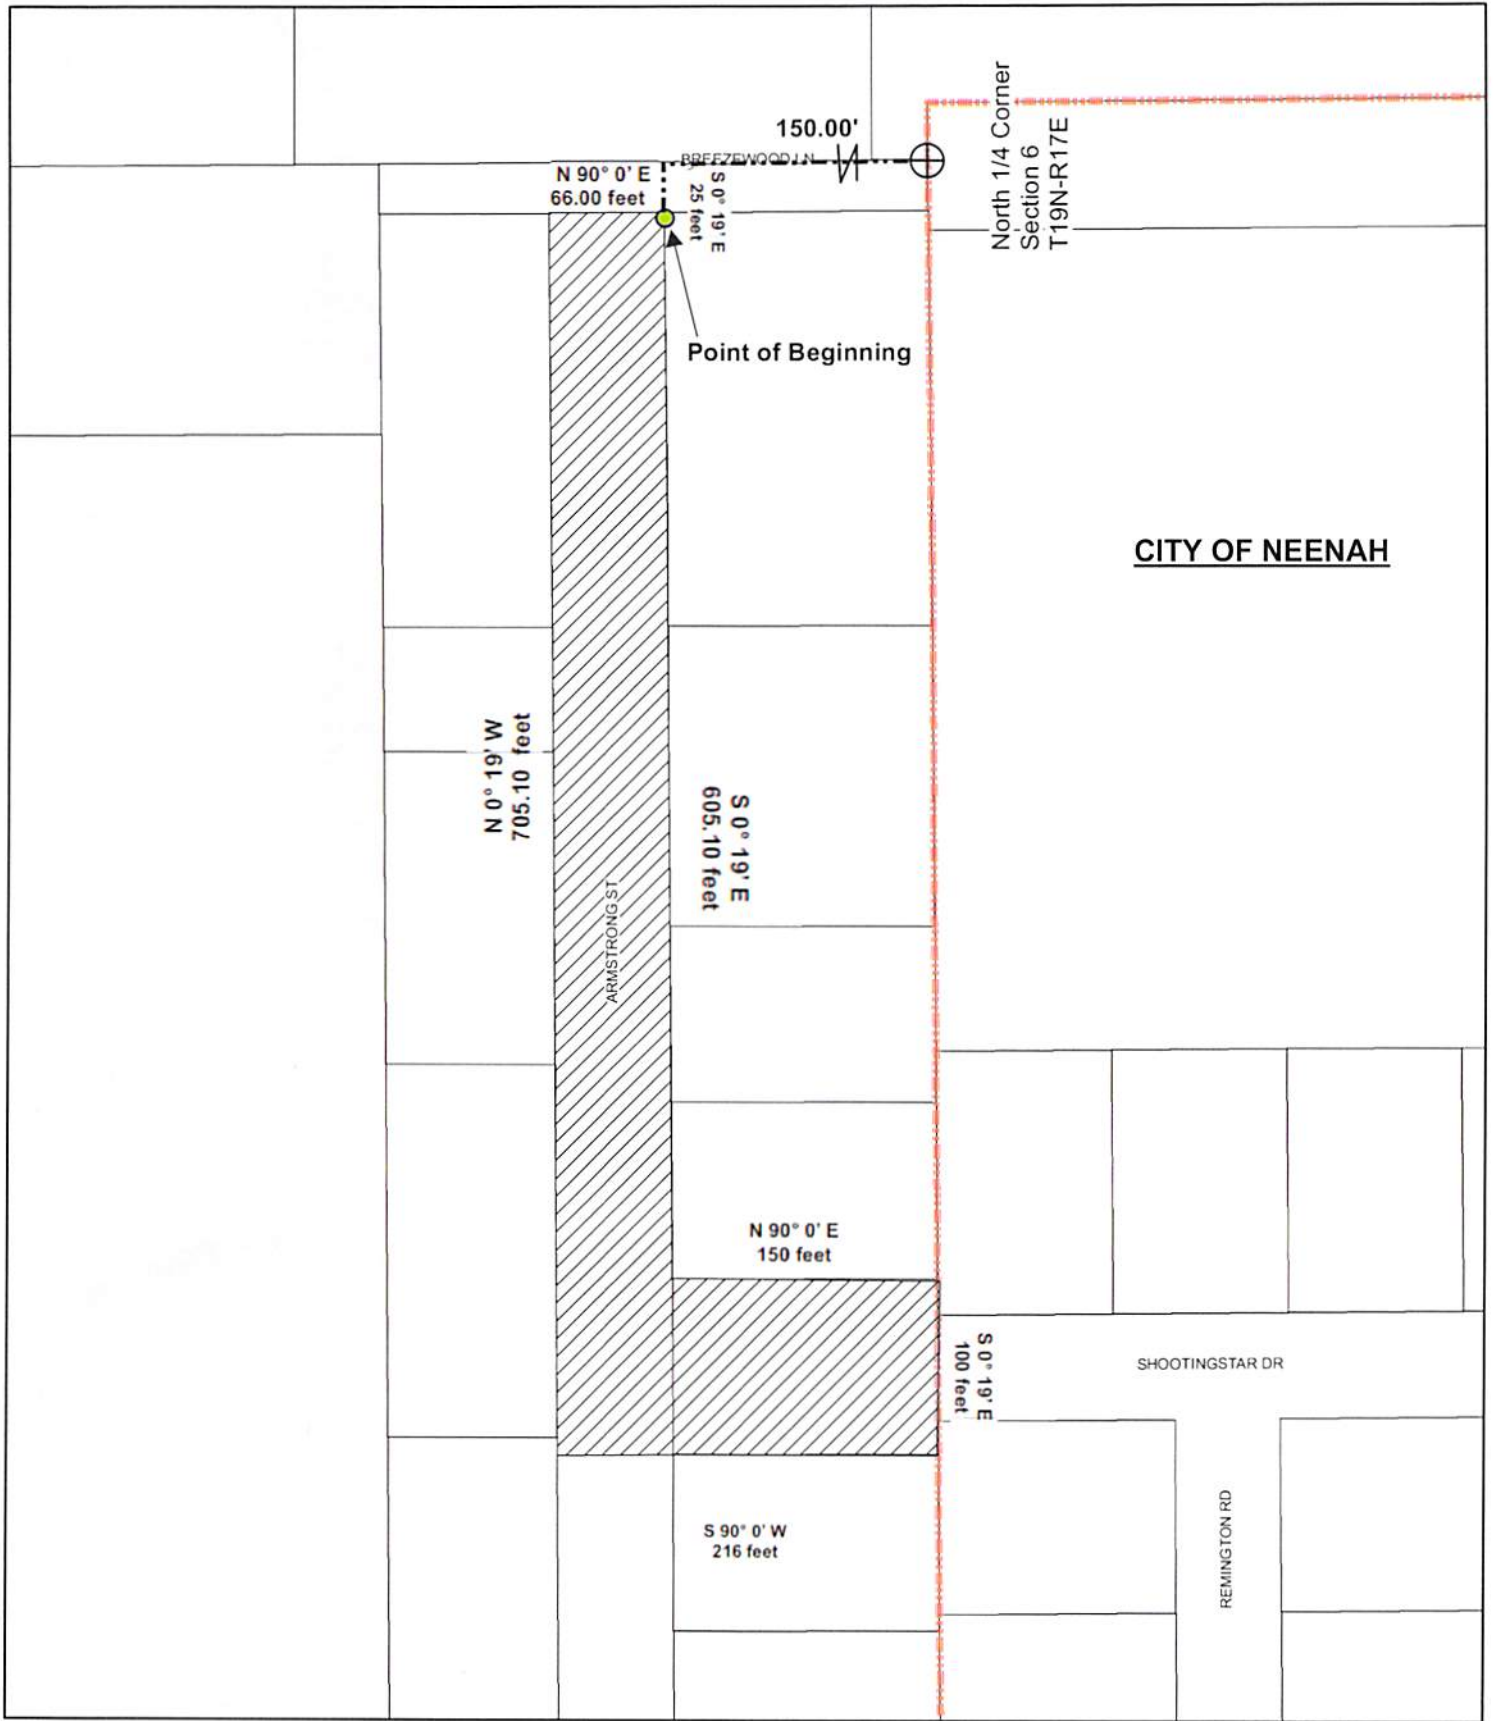 150.00'
BREEZEWOOD LN
North 1/4 Corner
Section 6
T19N-R17E
N 90° 0' E
66.00 feet
S 0° 19' E
25 feet
Point of Beginning
CITY OF NEENAH
N 0° 19' W
705.10 feet
S 0° 19' E
605.10 feet
ARMSTRONG ST
N 90° 0' E
150 feet
S 0° 19' E
100 feet
SHOOTINGSTAR DR
S 90° 0' W
216 feet
REMINGTON RD